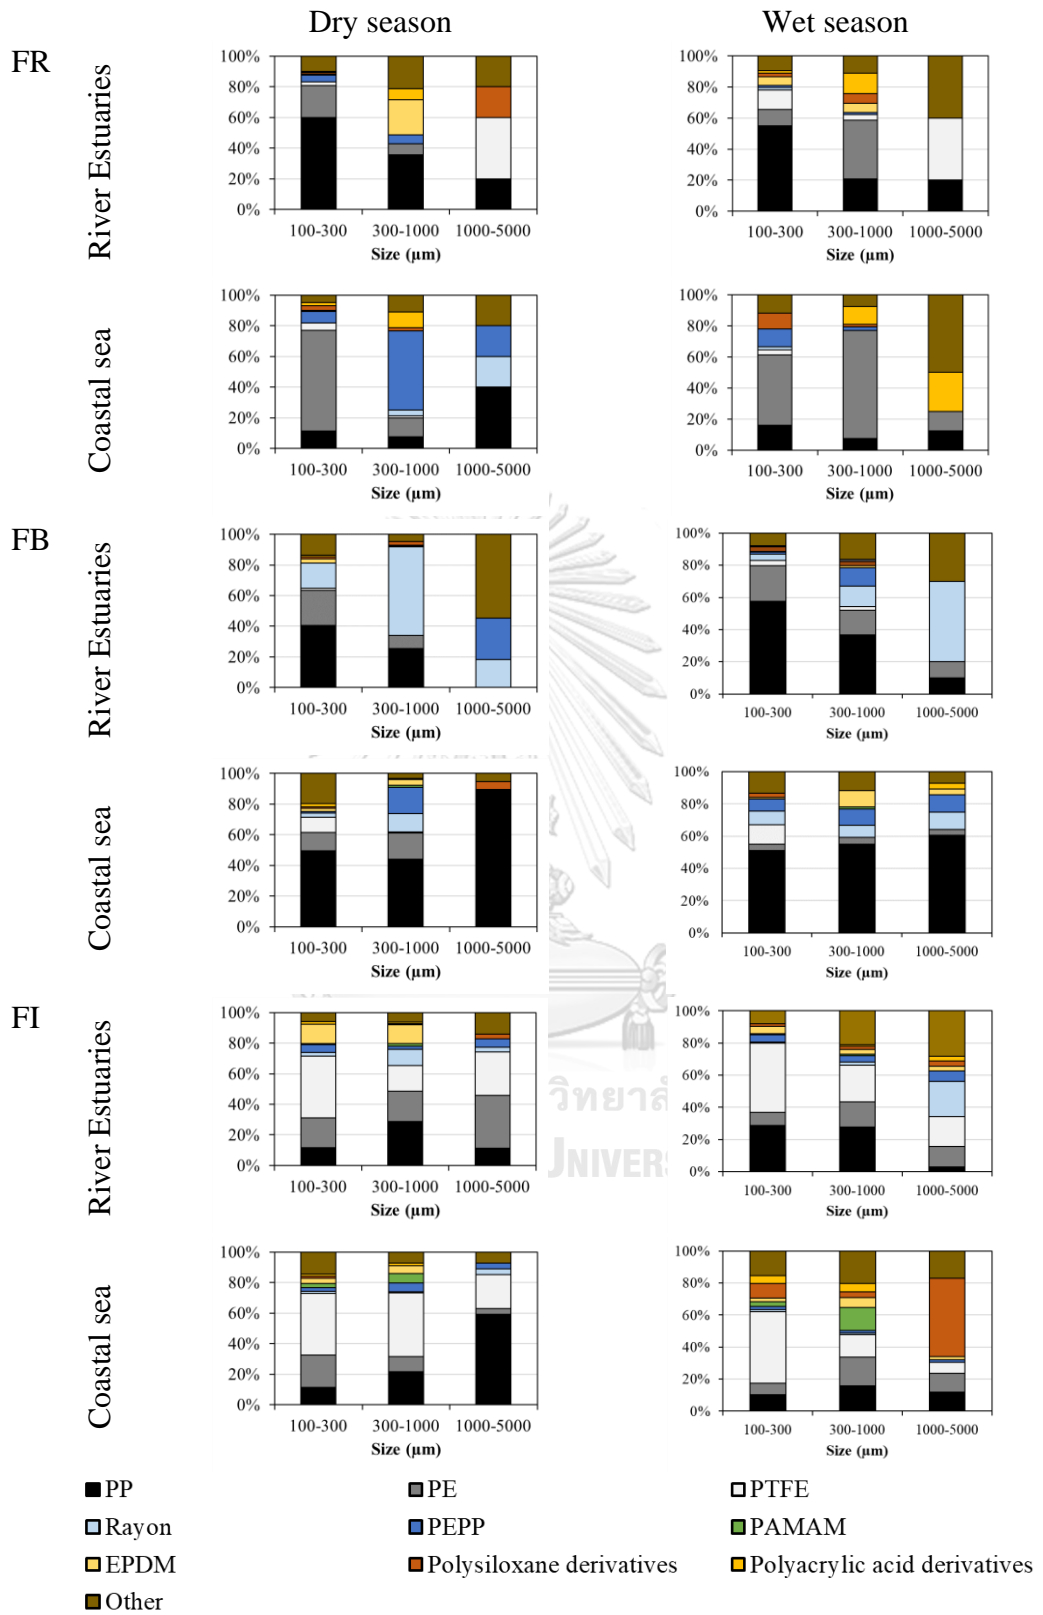 Dry season Wet season
FR
River Estuaries
100%
80%
60%
40%
20%
0%
100-300 300-1000 1000-5000
Size (µm)
100%
80%
60%
40%
20%
0%
100-300 300-1000 1000-5000
Size (µm)
Coastal sea
100%
80%
60%
40%
20%
0%
100-300 300-1000 1000-5000
Size (µm)
100%
80%
60%
40%
20%
0%
100-300 300-1000 1000-5000
Size (µm)
FB
River Estuaries
100%
80%
60%
40%
20%
0%
100-300 300-1000 1000-5000
Size (µm)
100%
80%
60%
40%
20%
0%
100-300 300-1000 1000-5000
Size (µm)
Coastal sea
100%
80%
60%
40%
20%
0%
100-300 300-1000 1000-5000
Size (µm)
100%
80%
60%
40%
20%
0%
100-300 300-1000 1000-5000
Size (µm)
FI
River Estuaries
100%
80%
60%
40%
20%
0%
100-300 300-1000 1000-5000
Size (µm)
100%
80%
60%
40%
20%
0%
100-300 300-1000 1000-5000
Size (µm)
วิทยาลั
UNIVERS
Coastal sea
100%
80%
60%
40%
20%
0%
100-300 300-1000 1000-5000
Size (µm)
100%
80%
60%
40%
20%
0%
100-300 300-1000 1000-5000
Size (µm)
PP PE PTFE
Rayon PEPP PAMAM
EPDM Polysiloxane derivatives Polyacrylic acid derivatives
Other